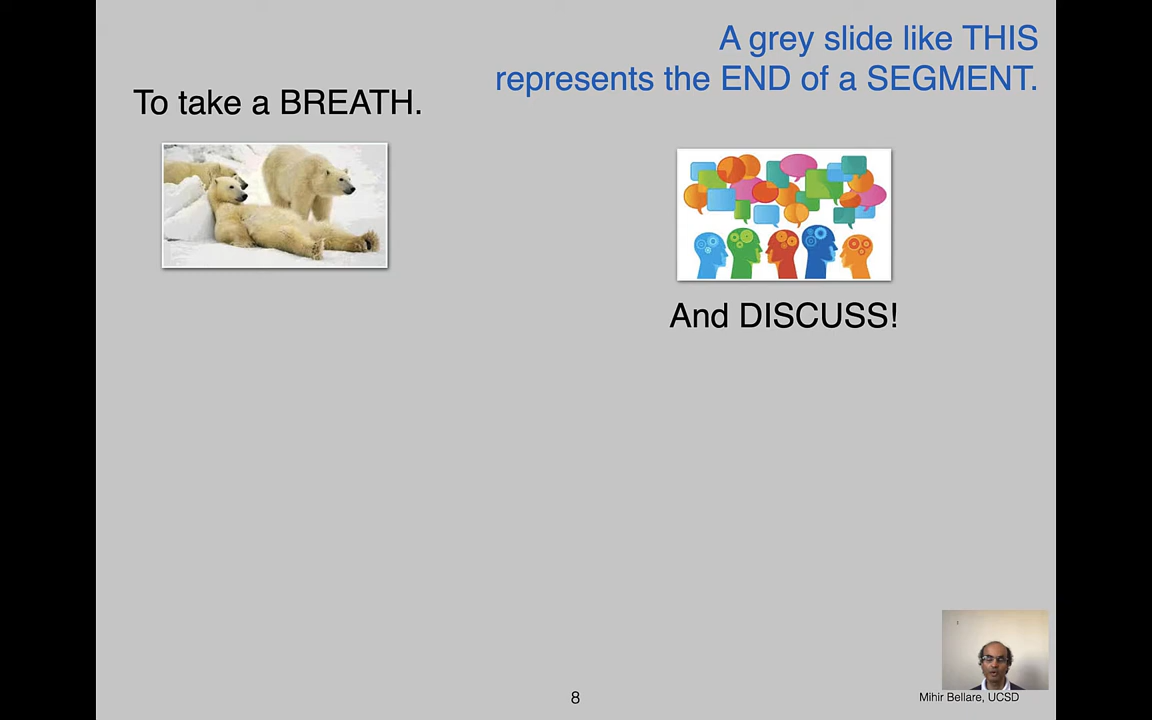 A grey slide like THIS
represents the END of a SEGMENT.
To take a BREATH.
And DISCUSS!
8
Mihir Bellare, UCSD